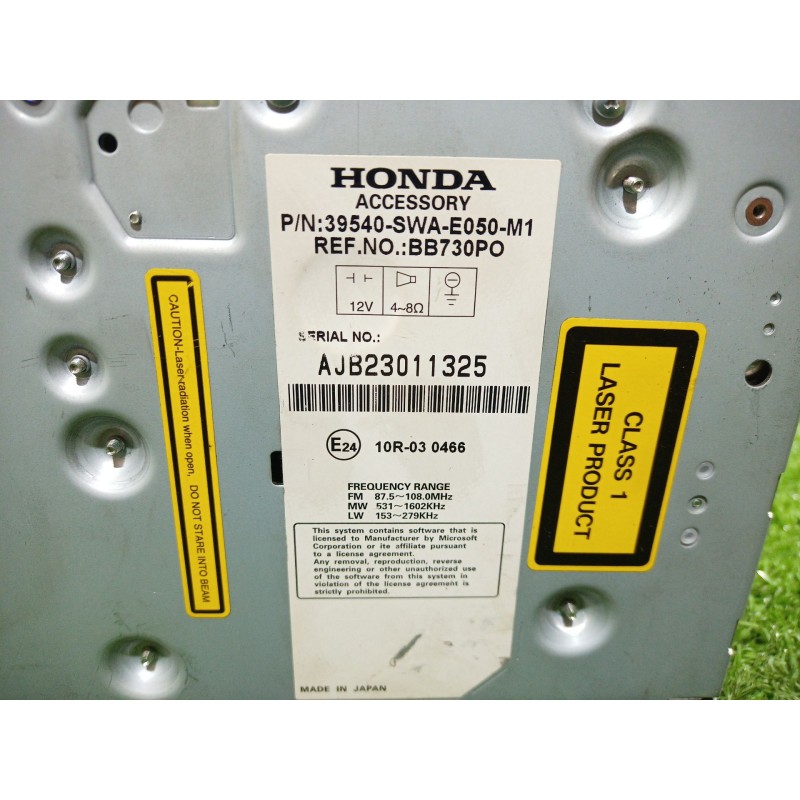 HONDA
ACCESSORY
P/N:39540-SWA-E050-M1
REF.NO.:BB730PO
12V 4~8Ω
SERIAL NO.:
AJB23011325
E24 10R-03 0466
FREQUENCY RANGE
FM 87.5~108.0MHz
MW 531~1602KHz
LW 153~279KHz
This system contains software that is
licensed to Manufacturer by Microsoft
Corporation or its affiliate pursuant
to a license agreement.
Any removal, reproduction, reverse
engineering or other unauthorized use
of the software from this system in
violation of the license agreement is
strictly prohibited.
MADE IN JAPAN
CAUTION-Laser-radiation when open, DO NOT STARE INTO BEAM
CLASS 1
LASER PRODUCT